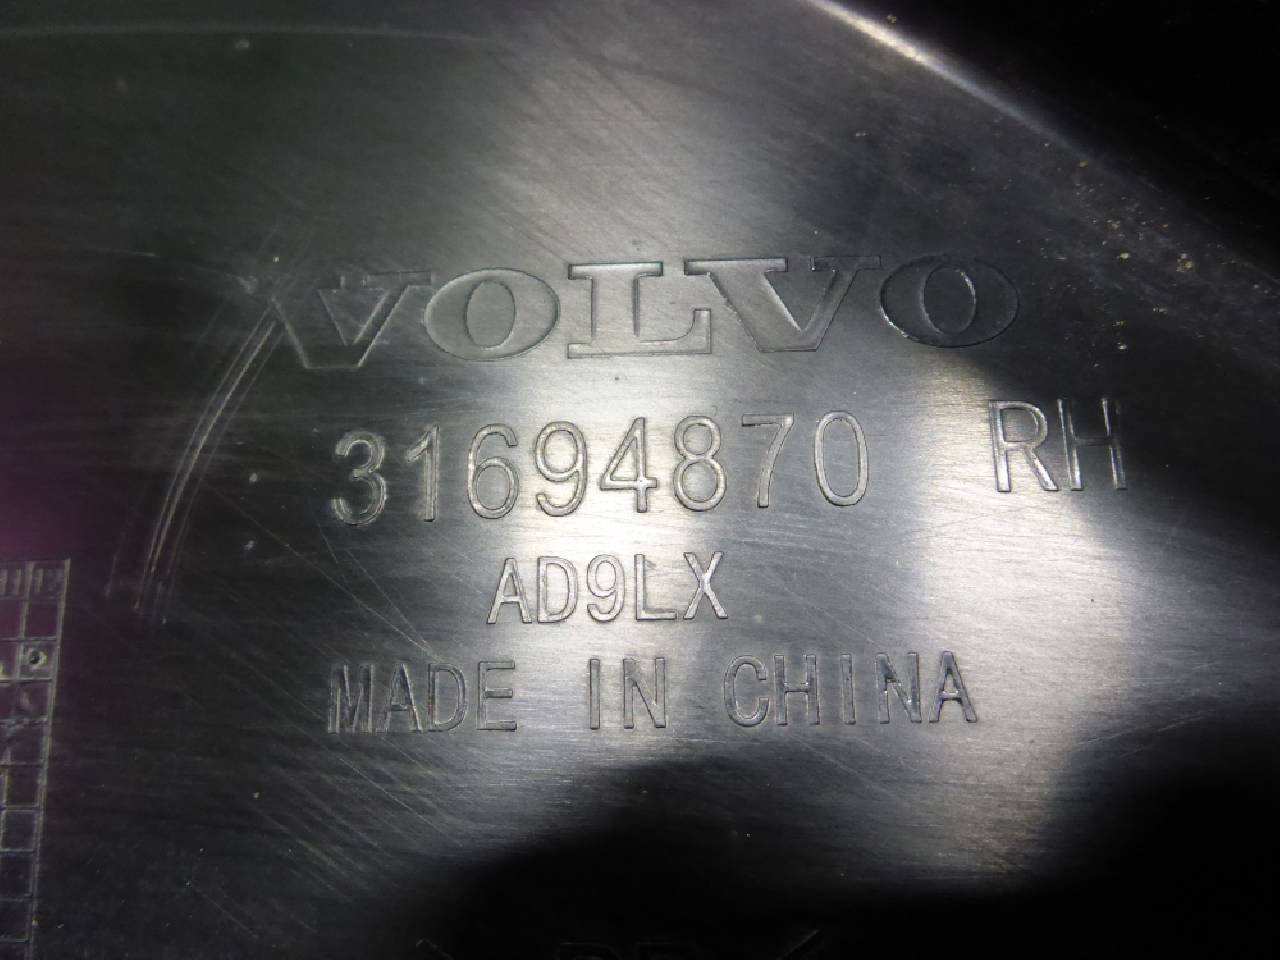 VOLVO
31694870 RH
AD9LX
MADE IN CHINA